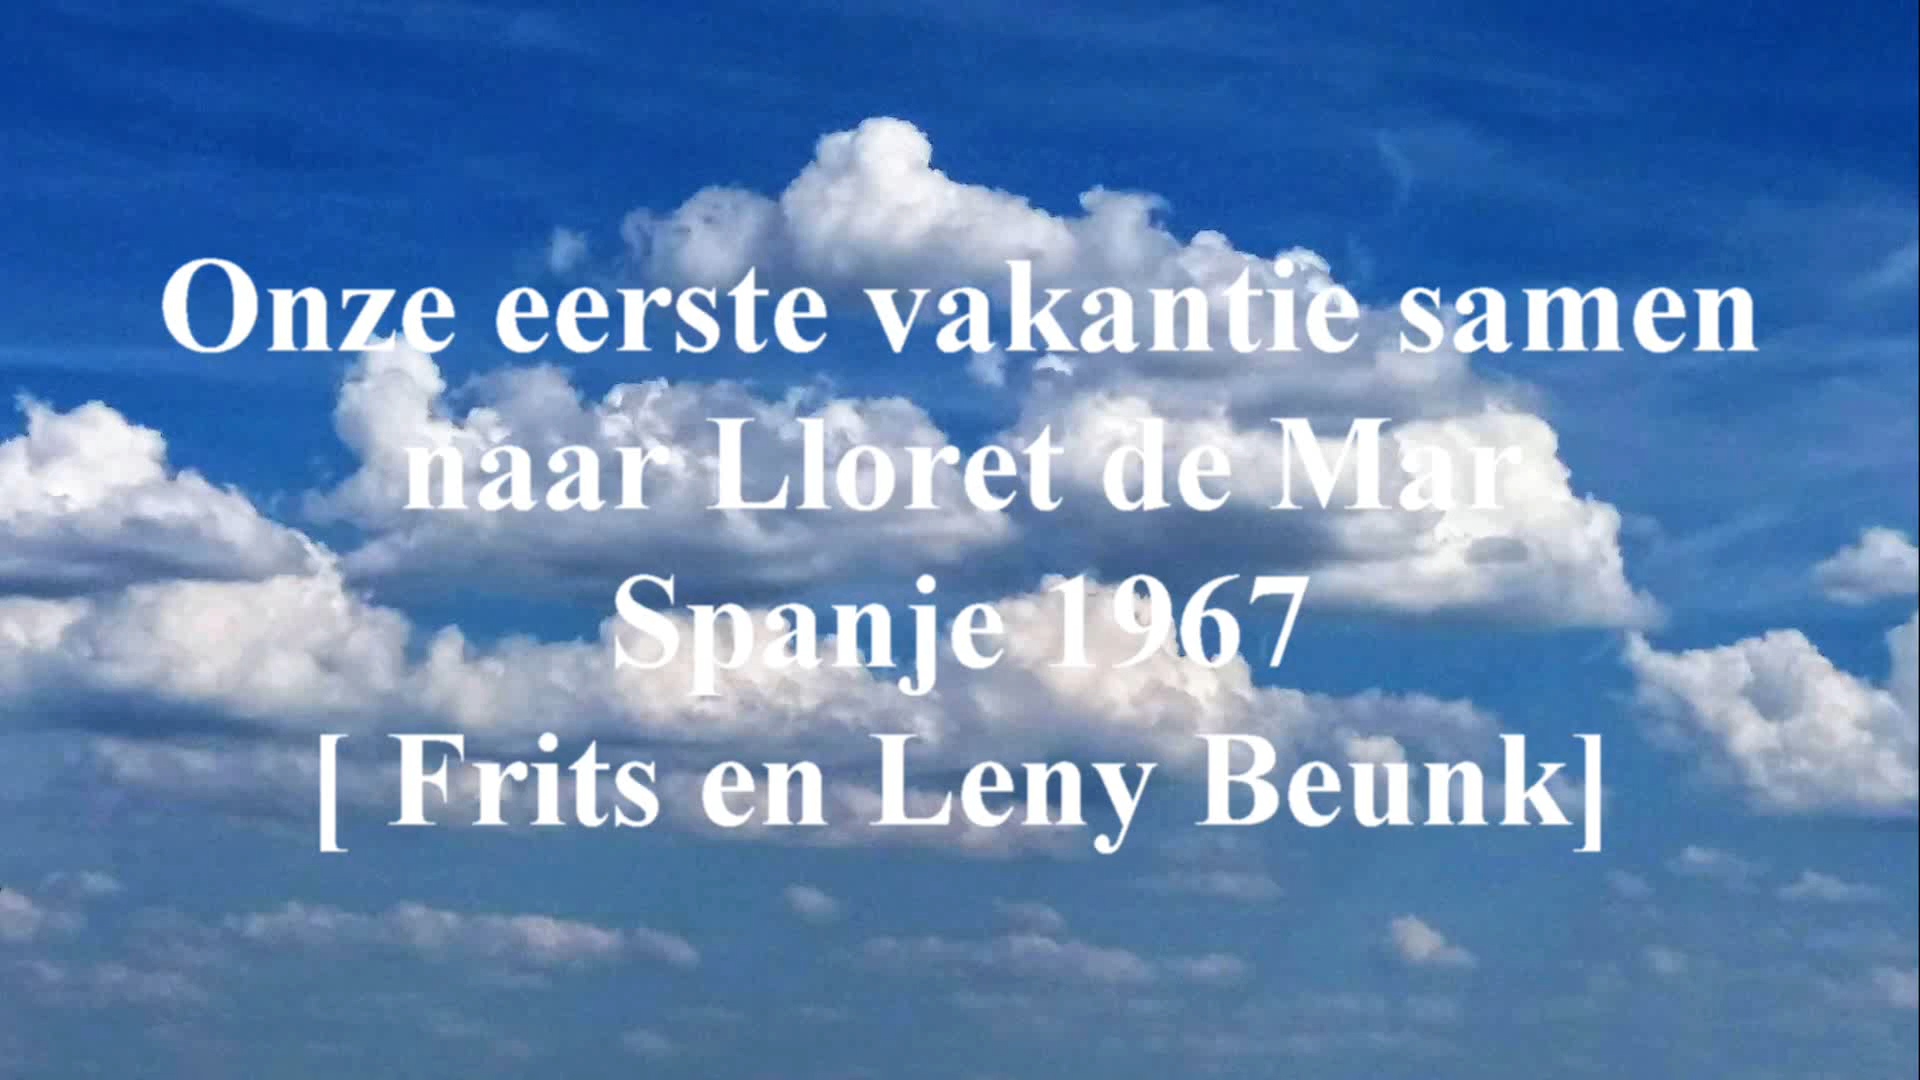 Onze eerste vakantie samen
naar Lloret de Mar
Spanje 1967
[ Frits en Leny Beunk]